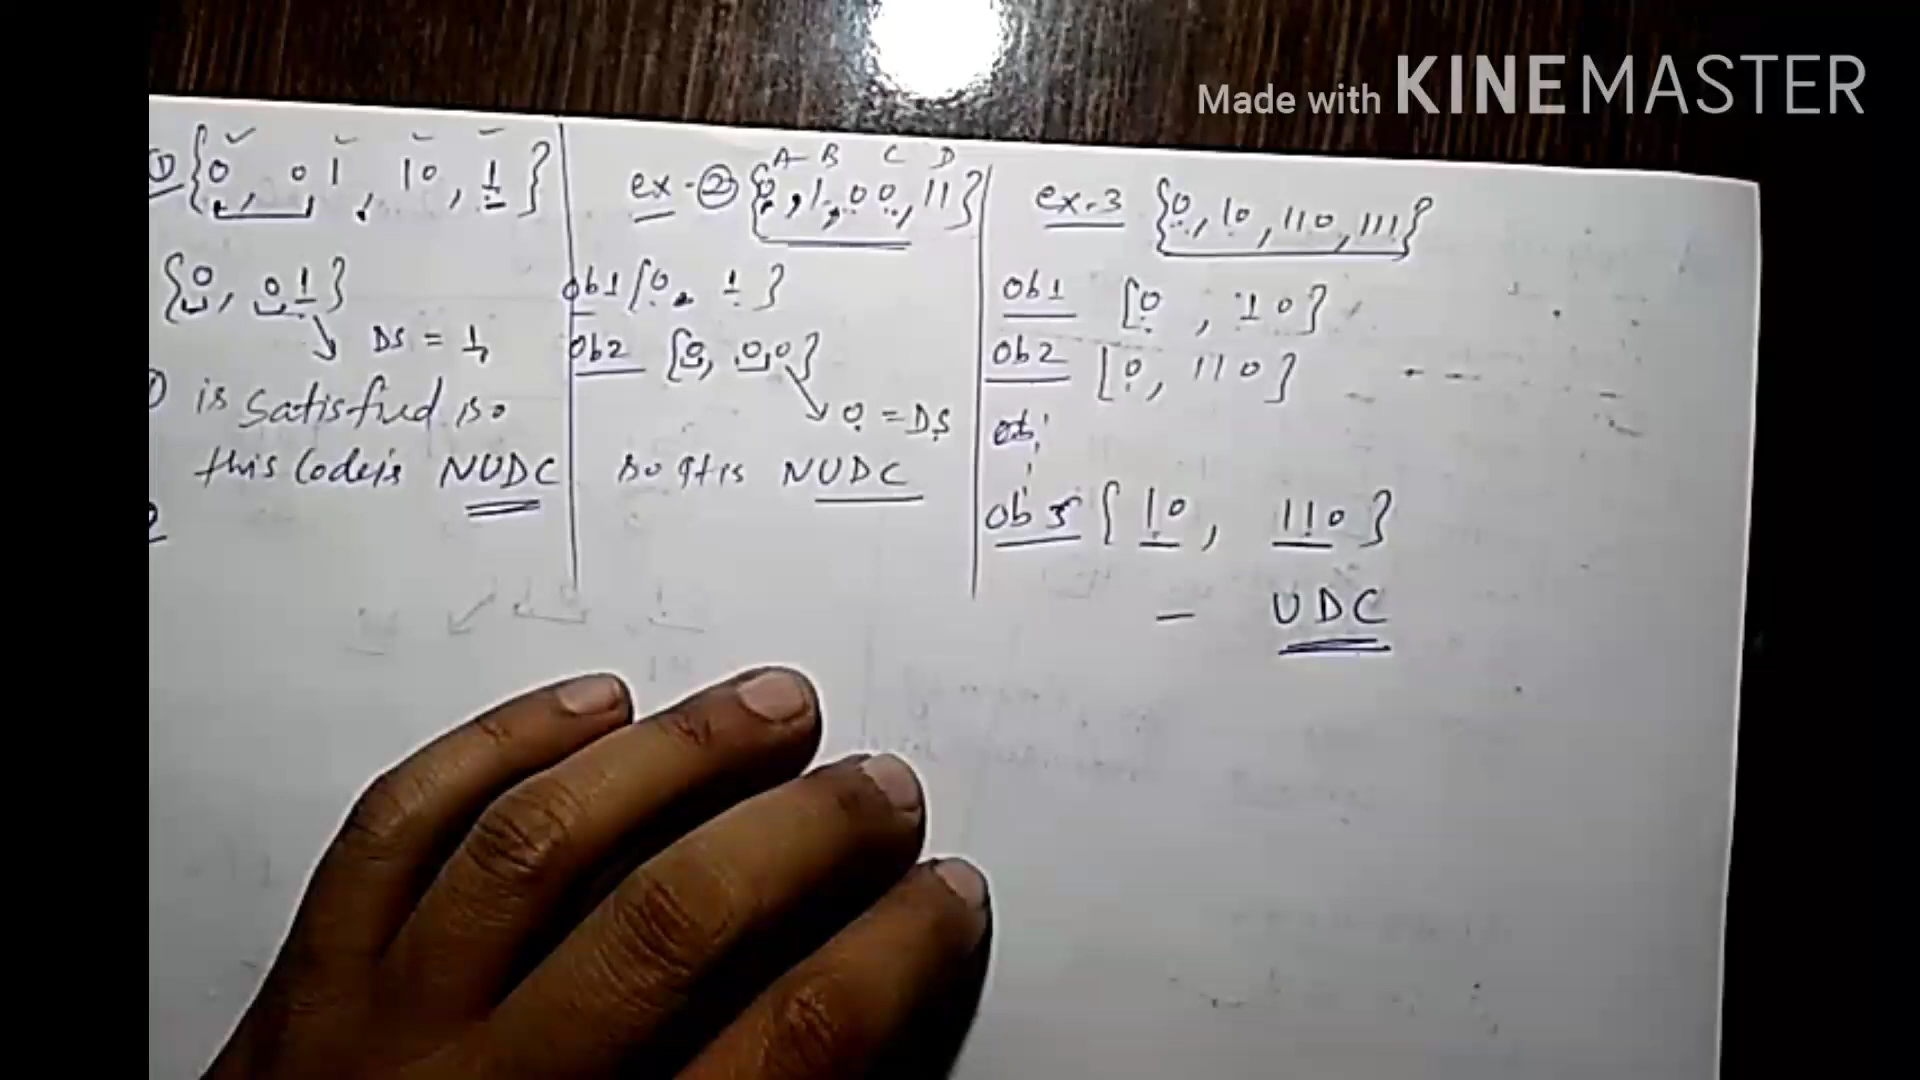 Made with KINEMASTER
① {0, 01, 10, 1}
{0, 01}
DS = 1
is Satisfied so
this Code is NUDC
A B C D
ex-② {0, 1, 00, 11}
ob1 {0, 1}
ob2 {0, 00}
0 = DS
so it is NUDC
ex.3 {0, 10, 110, 111}
ob1 {0, 10}
ob2 {0, 110}
ob5 {10, 110}
– UDC